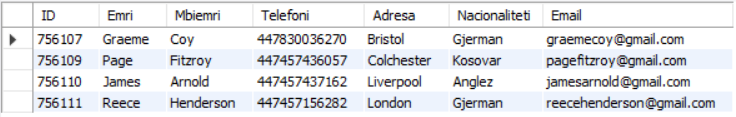 ID Emri Mbiemri Telefoni Adresa Nacionaliteti Email
756107 Graeme Coy 447830036270 Bristol Gjerman graemecoy@gmail.com
756109 Page Fitzroy 447457436057 Colchester Kosovar pagefitzroy@gmail.com
756110 James Arnold 447457437162 Liverpool Anglez jamesarnold@gmail.com
756111 Reece Henderson 447457156282 London Gjerman reecehenderson@gmail.com